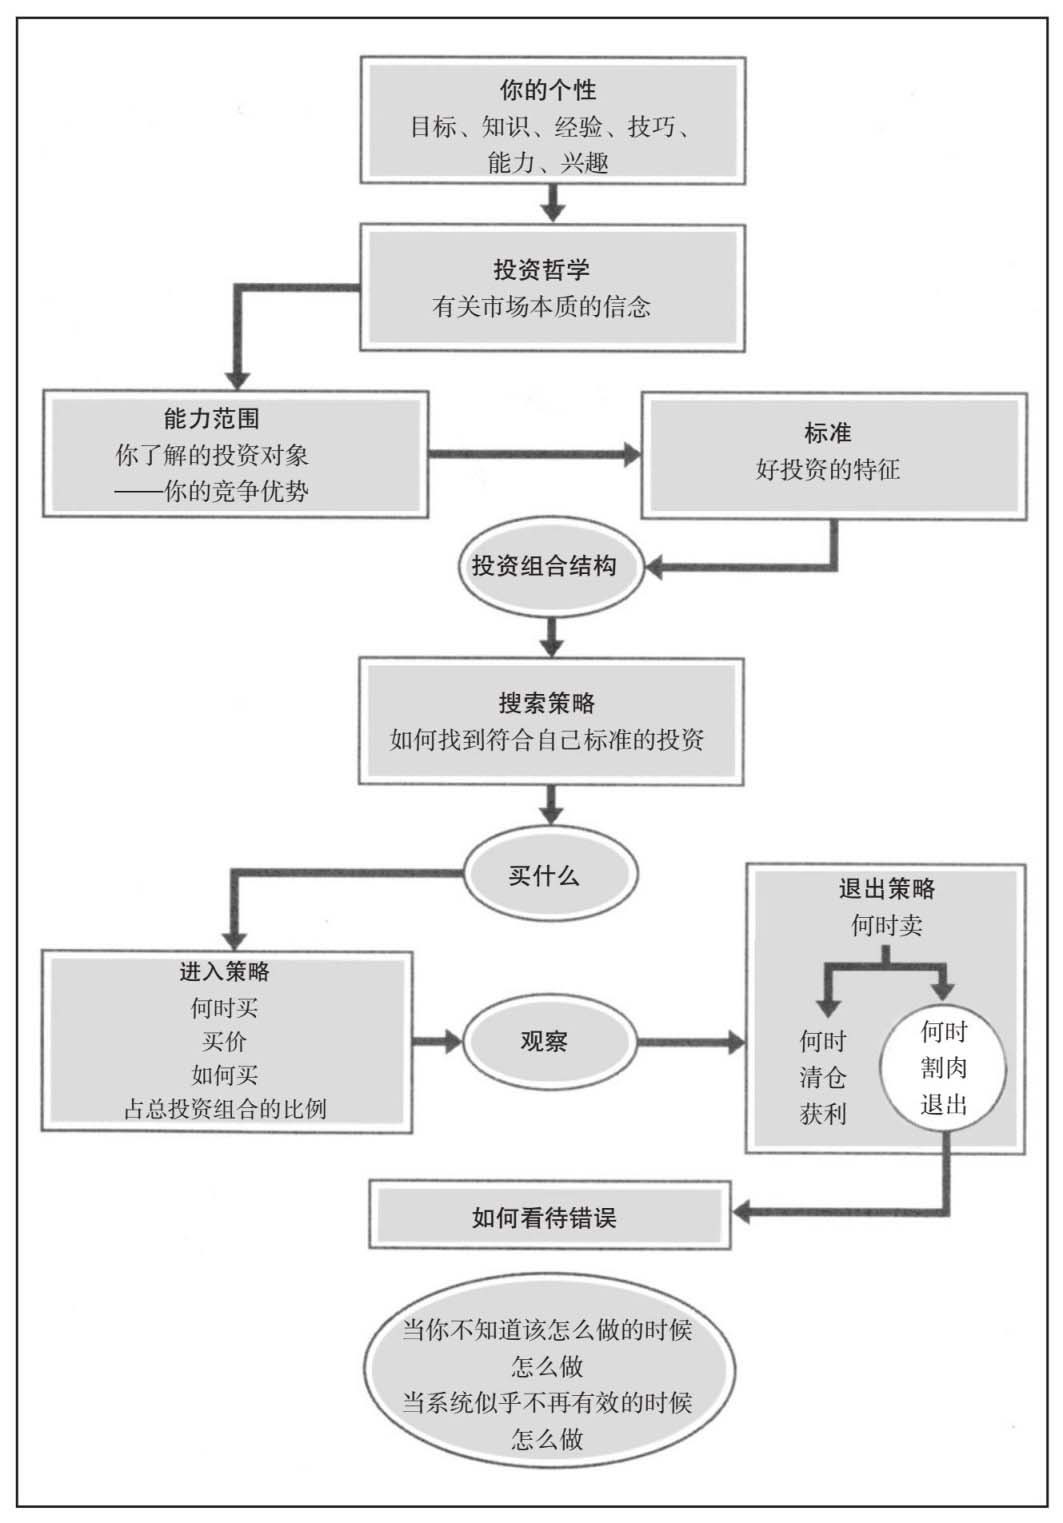 你的个性
目标、知识、经验、技巧、
能力、兴趣
投资哲学
有关市场本质的信念
能力范围
你了解的投资对象
——你的竞争优势
标准
好投资的特征
投资组合结构
搜索策略
如何找到符合自己标准的投资
买什么
进入策略
何时买
买价
如何买
占总投资组合的比例
观察
退出策略
何时卖
何时
清仓
获利
何时
割肉
退出
如何看待错误
当你不知道该怎么做的时候
怎么做
当系统似乎不再有效的时候
怎么做